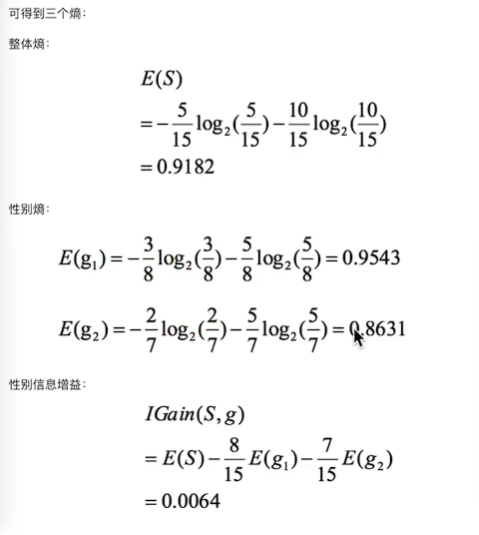 可得到三个熵：
整体熵：
E(S)
=-\frac{5}{15}\log_2(\frac{5}{15})-\frac{10}{15}\log_2(\frac{10}{15})
=0.9182
性别熵：
E(g_1)=-\frac{3}{8}\log_2(\frac{3}{8})-\frac{5}{8}\log_2(\frac{5}{8})=0.9543
E(g_2)=-\frac{2}{7}\log_2(\frac{2}{7})-\frac{5}{7}\log_2(\frac{5}{7})=0.8631
性别信息增益：
IGain(S,g)
=E(S)-\frac{8}{15}E(g_1)-\frac{7}{15}E(g_2)
=0.0064